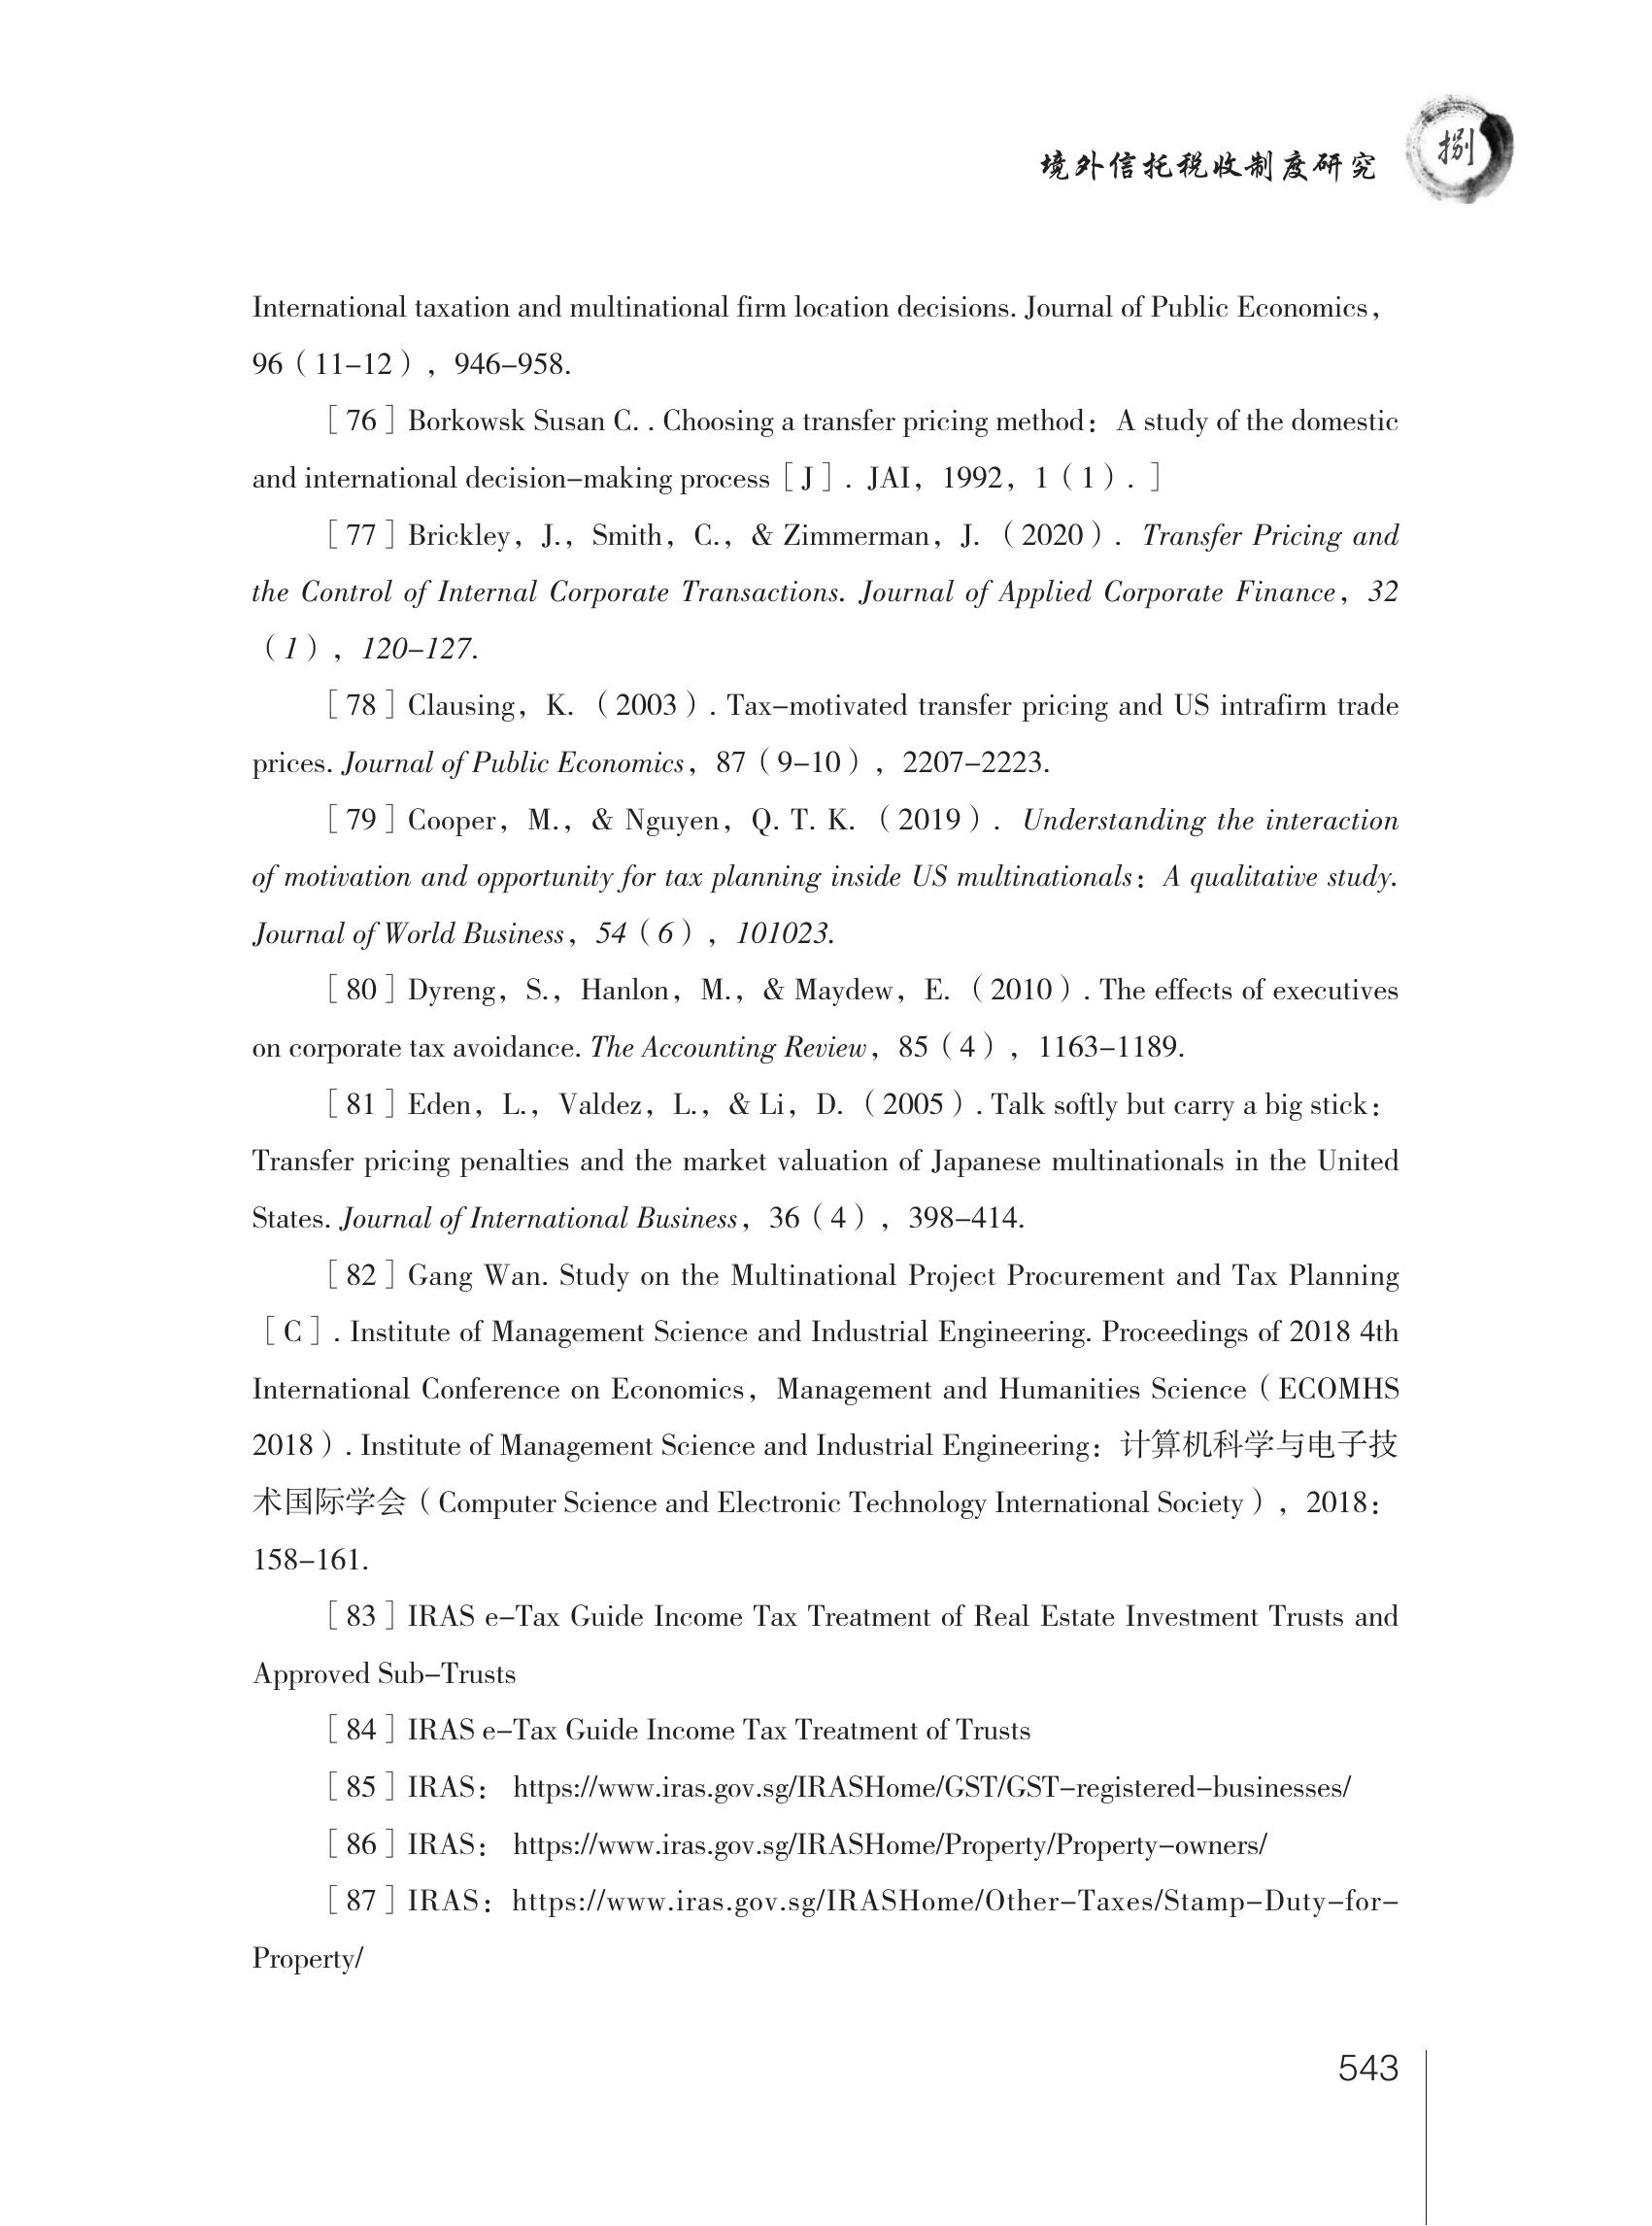 境外信托税收制度研究
捌
International taxation and multinational firm location decisions. Journal of Public Economics，
96（11–12），946–958.
［76］Borkowsk Susan C. . Choosing a transfer pricing method：A study of the domestic
and international decision–making process［J］. JAI，1992，1（1）. ］
［77］Brickley，J.，Smith，C.，& Zimmerman，J.（2020）. Transfer Pricing and
the Control of Internal Corporate Transactions. Journal of Applied Corporate Finance，32
（1），120–127.
［78］Clausing，K.（2003）. Tax–motivated transfer pricing and US intrafirm trade
prices. Journal of Public Economics，87（9–10），2207–2223.
［79］Cooper，M.，& Nguyen，Q. T. K.（2019）. Understanding the interaction
of motivation and opportunity for tax planning inside US multinationals：A qualitative study.
Journal of World Business，54（6），101023.
［80］Dyreng，S.，Hanlon，M.，& Maydew，E.（2010）. The effects of executives
on corporate tax avoidance. The Accounting Review，85（4），1163–1189.
［81］Eden，L.，Valdez，L.，& Li，D.（2005）. Talk softly but carry a big stick：
Transfer pricing penalties and the market valuation of Japanese multinationals in the United
States. Journal of International Business，36（4），398–414.
［82］Gang Wan. Study on the Multinational Project Procurement and Tax Planning
［C］. Institute of Management Science and Industrial Engineering. Proceedings of 2018 4th
International Conference on Economics，Management and Humanities Science（ECOMHS
2018）. Institute of Management Science and Industrial Engineering：计算机科学与电子技
术国际学会（Computer Science and Electronic Technology International Society），2018：
158–161.
［83］IRAS e–Tax Guide Income Tax Treatment of Real Estate Investment Trusts and
Approved Sub–Trusts
［84］IRAS e–Tax Guide Income Tax Treatment of Trusts
［85］IRAS： https://www.iras.gov.sg/IRASHome/GST/GST–registered–businesses/
［86］IRAS： https://www.iras.gov.sg/IRASHome/Property/Property–owners/
［87］IRAS：https://www.iras.gov.sg/IRASHome/Other–Taxes/Stamp–Duty–for–
Property/
543